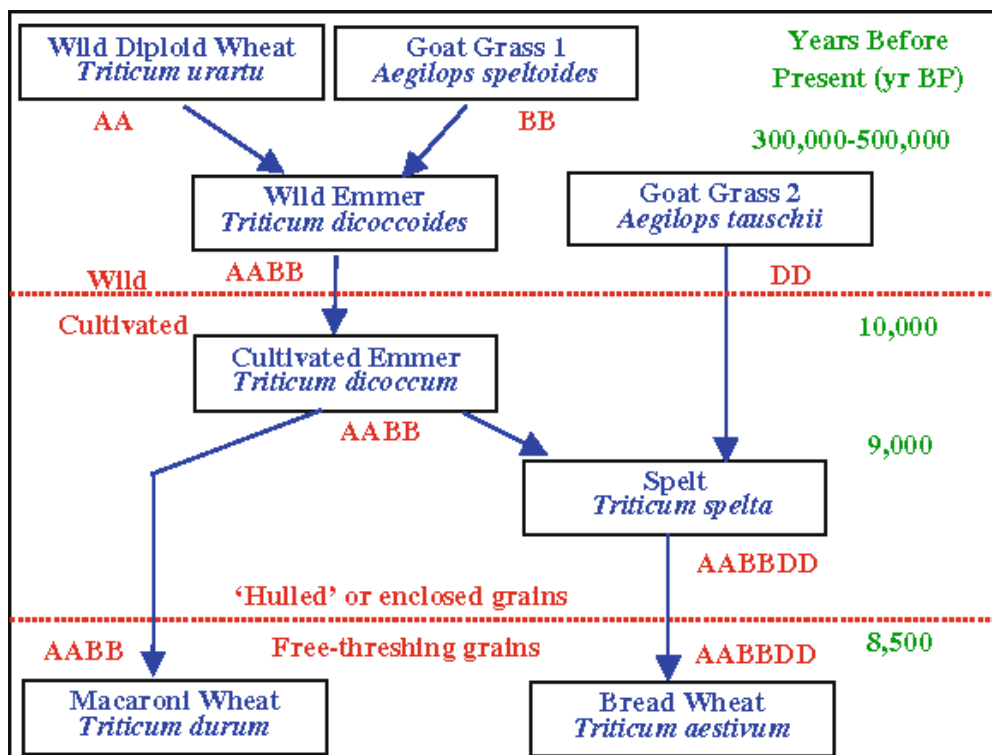 Wild Diploid Wheat
Triticum urartu
Goat Grass 1
Aegilops speltoides
Years Before
Present (yr BP)
AA
BB
300,000-500,000
Wild Emmer
Triticum dicoccoides
Goat Grass 2
Aegilops tauschii
AABB
DD
Wild
Cultivated
10,000
Cultivated Emmer
Triticum dicoccum
AABB
9,000
Spelt
Triticum spelta
AABBDD
‘Hulled’ or enclosed grains
Free-threshing grains
8,500
AABB
AABBDD
Macaroni Wheat
Triticum durum
Bread Wheat
Triticum aestivum